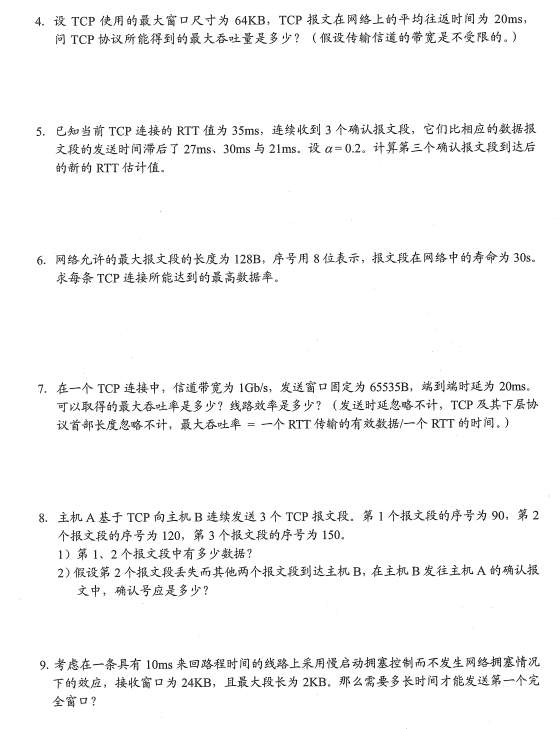 4. 设 TCP 使用的最大窗口尺寸为 64KB，TCP 报文在网络上的平均往返时间为 20ms，
问 TCP 协议所能得到的最大吞吐量是多少？（假设传输信道的带宽是不受限的。）
5. 已知当前 TCP 连接的 RTT 值为 35ms，连续收到 3 个确认报文段，它们比相应的数据报
文段的发送时间滞后了 27ms、30ms 与 21ms。设 α = 0.2。计算第三个确认报文段到达后
的新的 RTT 估计值。
6. 网络允许的最大报文段的长度为 128B，序号用 8 位表示，报文段在网络中的寿命为 30s。
求每条 TCP 连接所能达到的最高数据率。
7. 在一个 TCP 连接中，信道带宽为 1Gb/s，发送窗口固定为 65535B，端到端时延为 20ms。
可以取得的最大吞吐率是多少？线路效率是多少？（发送时延忽略不计，TCP 及其下层协
议首部长度忽略不计，最大吞吐率 = 一个 RTT 传输的有效数据/一个 RTT 的时间。）
8. 主机 A 基于 TCP 向主机 B 连续发送 3 个 TCP 报文段。第 1 个报文段的序号为 90，第 2
个报文段的序号为 120，第 3 个报文段的序号为 150。
1）第 1、2 个报文段中有多少数据？
2）假设第 2 个报文段丢失而其他两个报文段到达主机 B，在主机 B 发往主机 A 的确认报
文中，确认号应是多少？
9. 考虑在一条具有 10ms 来回路程时间的线路上采用慢启动拥塞控制而不发生网络拥塞情况
下的效应，接收窗口为 24KB，且最大段长为 2KB。那么需要多长时间才能发送第一个完
全窗口？